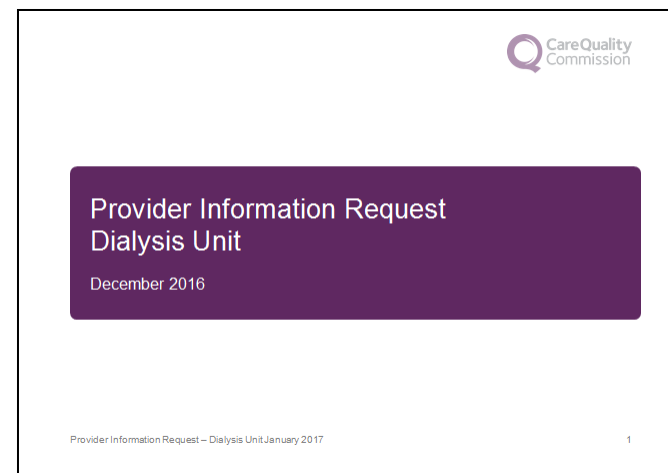 CareQuality
Commission
Provider Information Request
Dialysis Unit
December 2016
Provider Information Request – Dialysis Unit January 2017 1